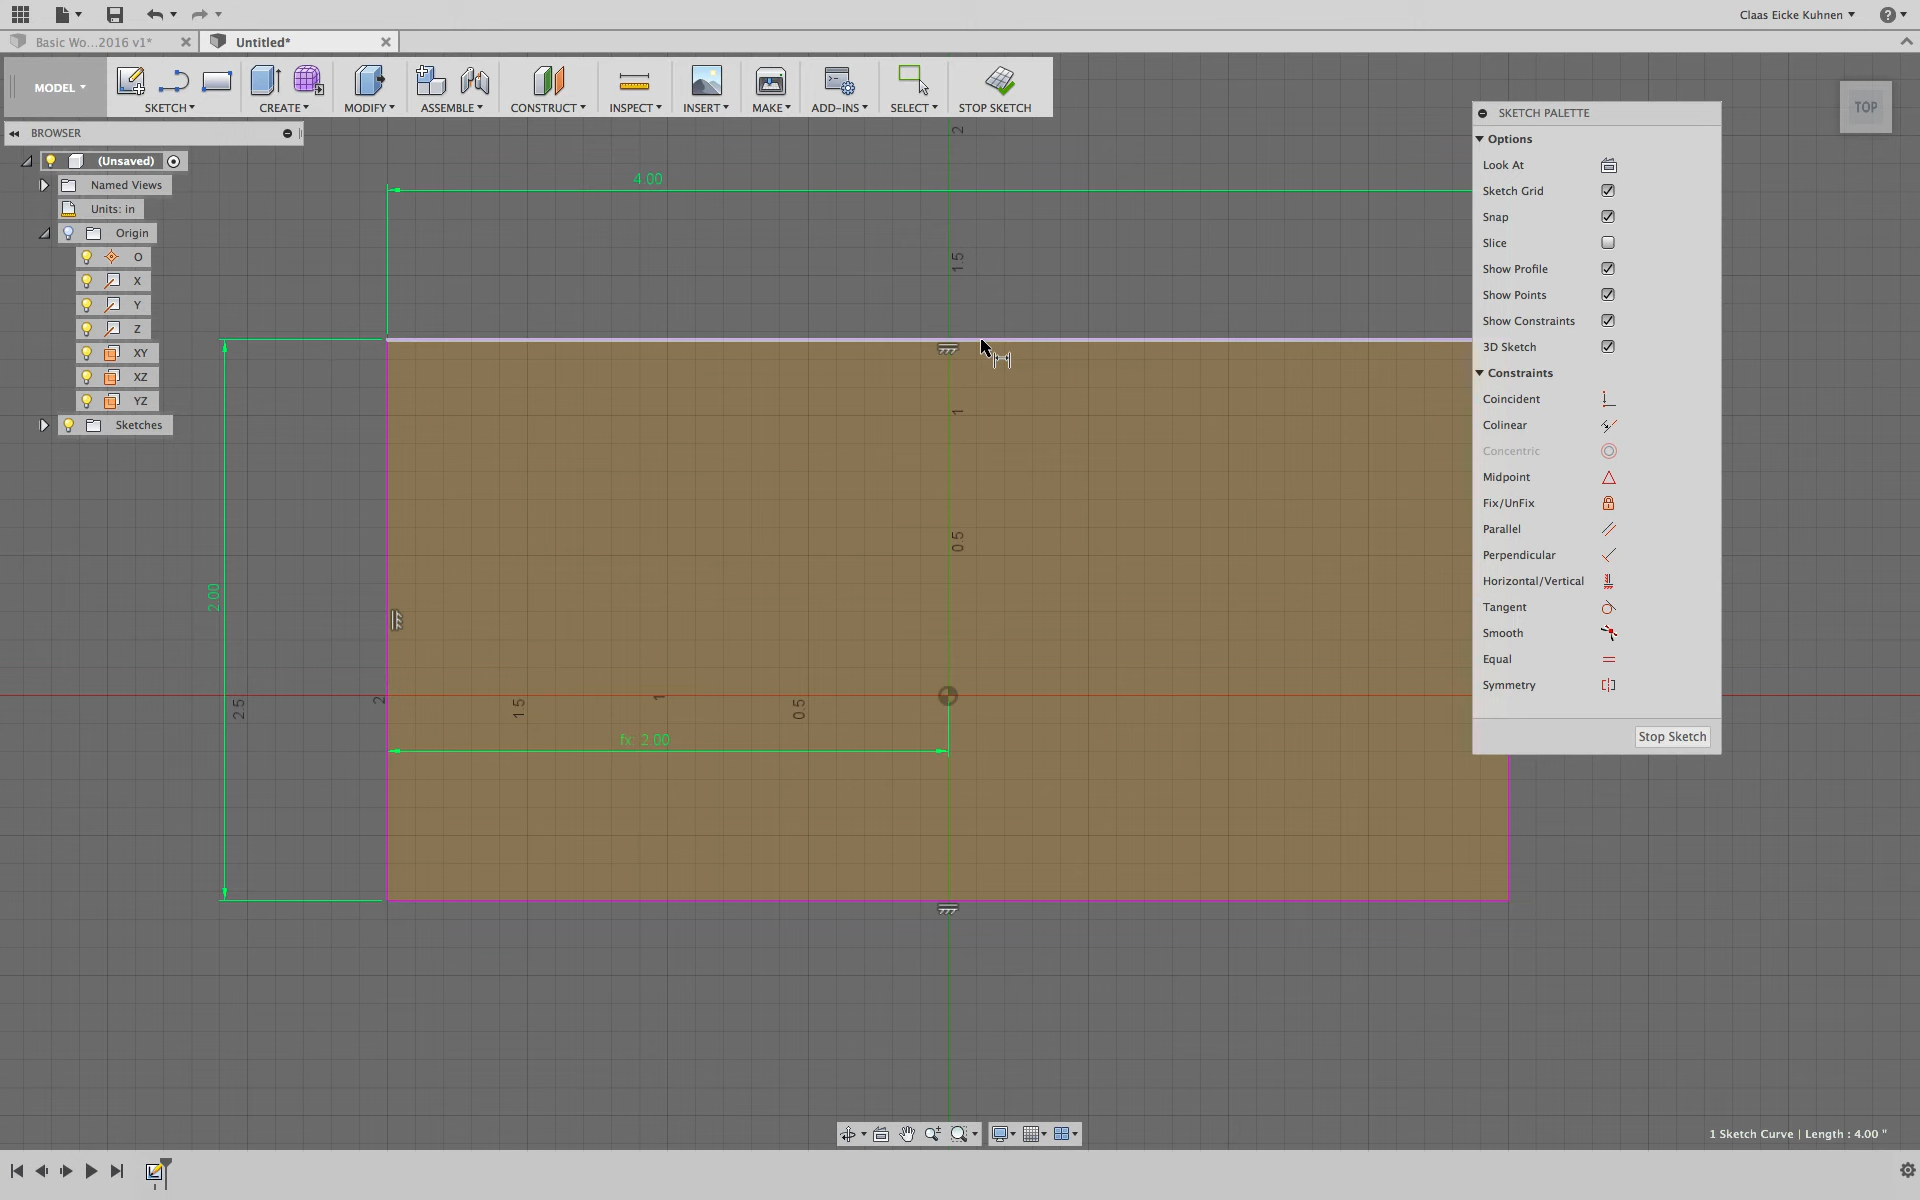 Claas Eicke Kuhnen
Basic Wo...2016 v1*
Untitled*
MODEL
SKETCH
CREATE
MODIFY
ASSEMBLE
CONSTRUCT
INSPECT
INSERT
MAKE
ADD-INS
SELECT
STOP SKETCH
TOP
BROWSER
(Unsaved)
Named Views
Units: in
Origin
O
X
Y
Z
XY
XZ
YZ
Sketches
4.00
2
1.5
1
0.5
2.00
2.5
2
1.5
1
0.5
fx: 2.00
SKETCH PALETTE
Options
Look At
Sketch Grid
Snap
Slice
Show Profile
Show Points
Show Constraints
3D Sketch
Constraints
Coincident
Colinear
Concentric
Midpoint
Fix/UnFix
Parallel
Perpendicular
Horizontal/Vertical
Tangent
Smooth
Equal
Symmetry
Stop Sketch
1 Sketch Curve | Length : 4.00 "